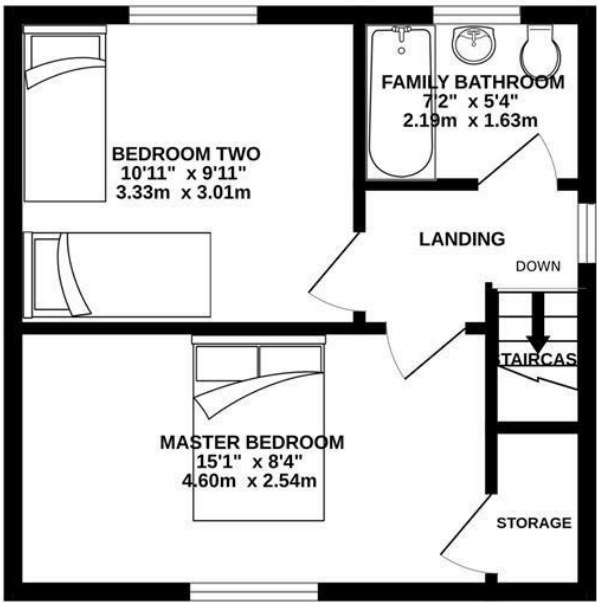 FAMILY BATHROOM
7'2" x 5'4"
2.19m x 1.63m
BEDROOM TWO
10'11" x 9'11"
3.33m x 3.01m
LANDING
DOWN
STAIRCAS
MASTER BEDROOM
15'1" x 8'4"
4.60m x 2.54m
STORAGE